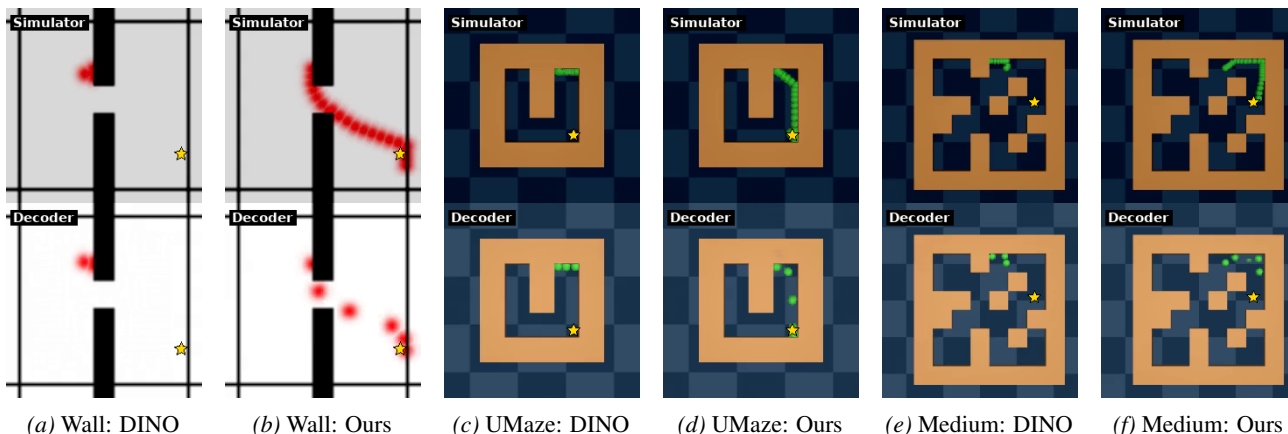 Simulator Simulator Simulator Simulator Simulator Simulator
Decoder Decoder Decoder Decoder Decoder Decoder
(a) Wall: DINO (b) Wall: Ours (c) UMaze: DINO (d) UMaze: Ours (e) Medium: DINO (f) Medium: Ours